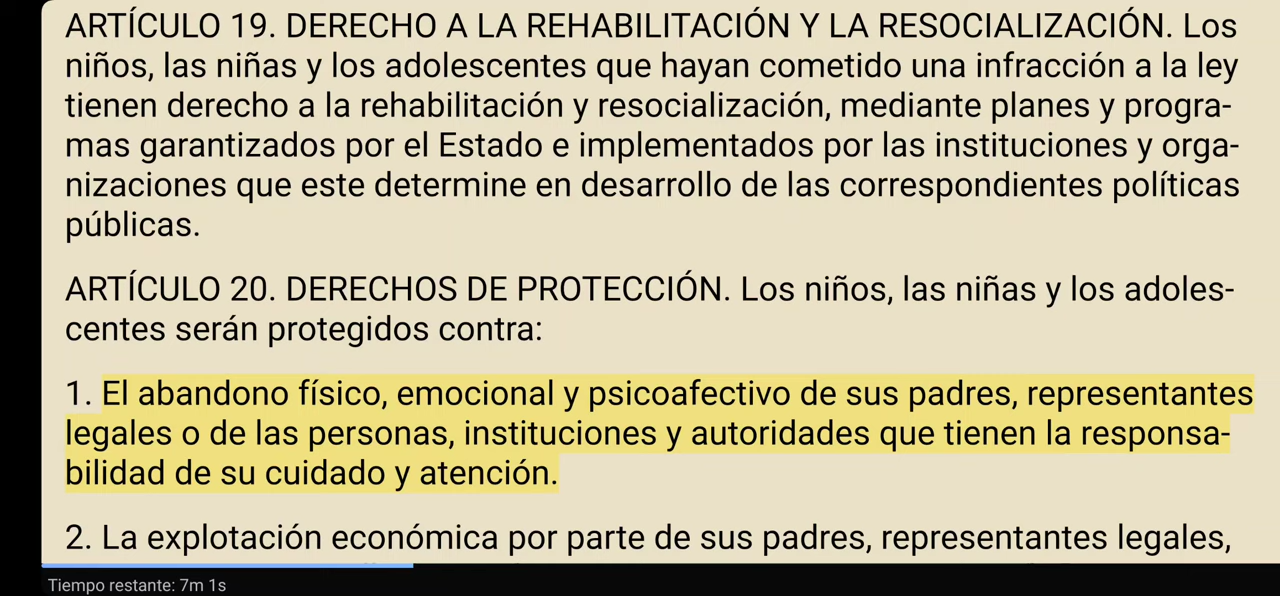 ARTÍCULO 19. DERECHO A LA REHABILITACIÓN Y LA RESOCIALIZACIÓN. Los
niños, las niñas y los adolescentes que hayan cometido una infracción a la ley
tienen derecho a la rehabilitación y resocialización, mediante planes y progra-
mas garantizados por el Estado e implementados por las instituciones y orga-
nizaciones que este determine en desarrollo de las correspondientes políticas
públicas.
ARTÍCULO 20. DERECHOS DE PROTECCIÓN. Los niños, las niñas y los adoles-
centes serán protegidos contra:
1. El abandono físico, emocional y psicoafectivo de sus padres, representantes
legales o de las personas, instituciones y autoridades que tienen la responsa-
bilidad de su cuidado y atención.
2. La explotación económica por parte de sus padres, representantes legales,
Tiempo restante: 7m 1s